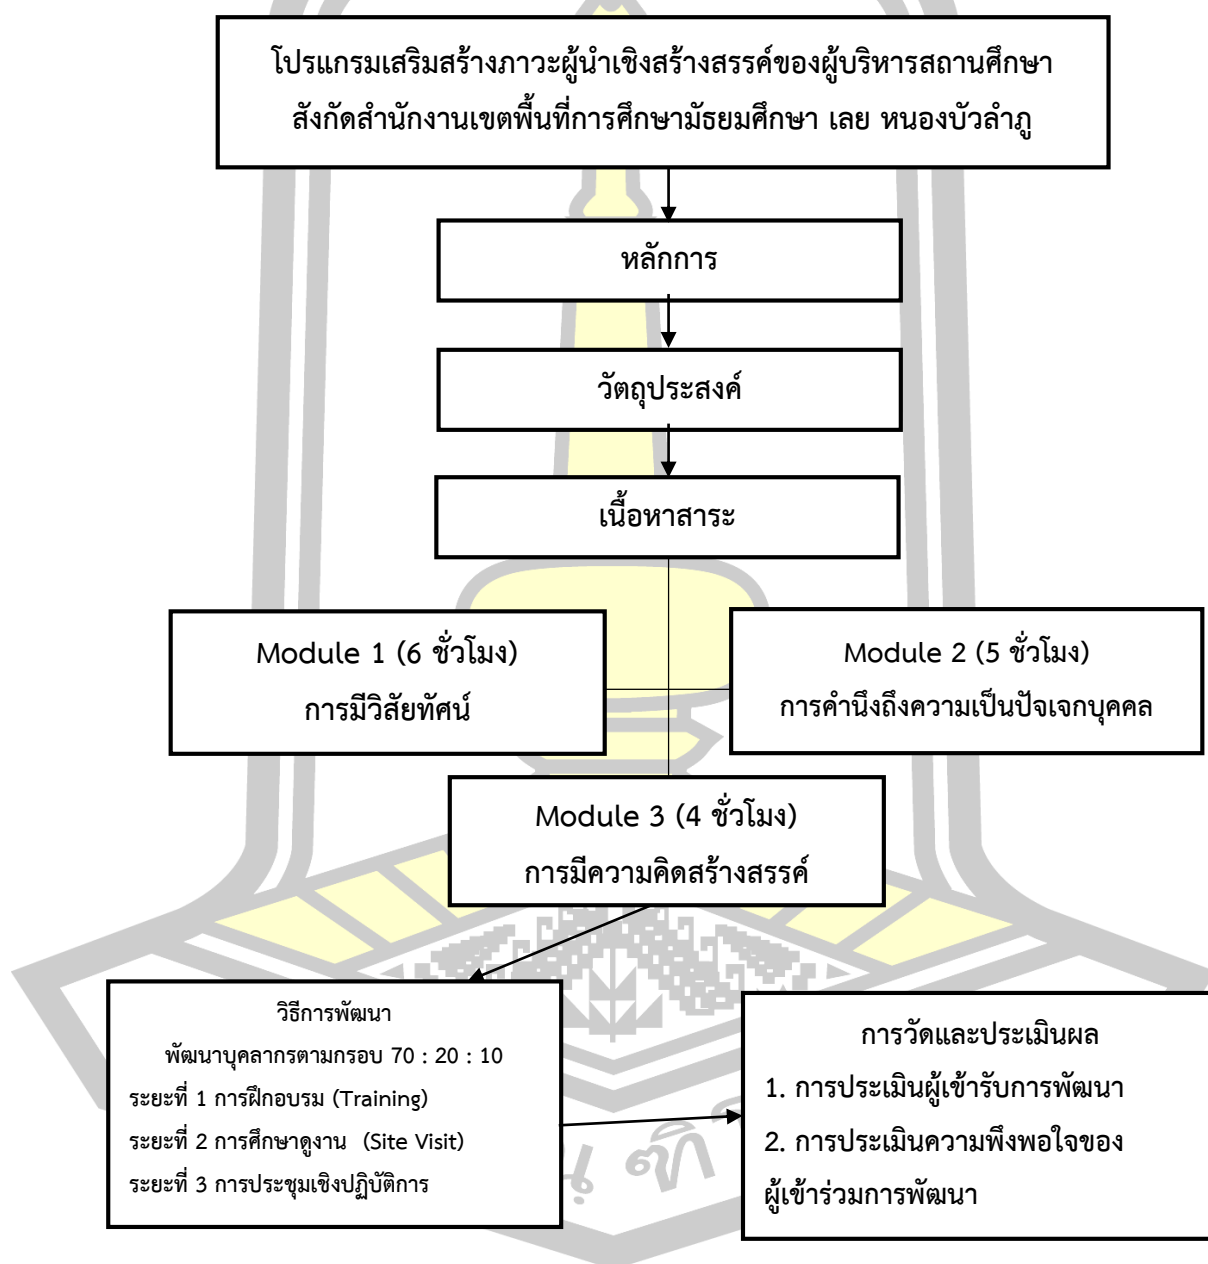 โปรแกรมเสริมสร้างภาวะผู้นำเชิงสร้างสรรค์ของผู้บริหารสถานศึกษา
สังกัดสำนักงานเขตพื้นที่การศึกษามัธยมศึกษา เลย หนองบัวลำภู
หลักการ
วัตถุประสงค์
เนื้อหาสาระ
Module 1 (6 ชั่วโมง)
การมีวิสัยทัศน์
Module 2 (5 ชั่วโมง)
การคำนึงถึงความเป็นปัจเจกบุคคล
Module 3 (4 ชั่วโมง)
การมีความคิดสร้างสรรค์
วิธีการพัฒนา
พัฒนาบุคลากรตามกรอบ 70 : 20 : 10
ระยะที่ 1 การฝึกอบรม (Training)
ระยะที่ 2 การศึกษาดูงาน (Site Visit)
ระยะที่ 3 การประชุมเชิงปฏิบัติการ
การวัดและประเมินผล
1. การประเมินผู้เข้ารับการพัฒนา
2. การประเมินความพึงพอใจของ
ผู้เข้าร่วมการพัฒนา